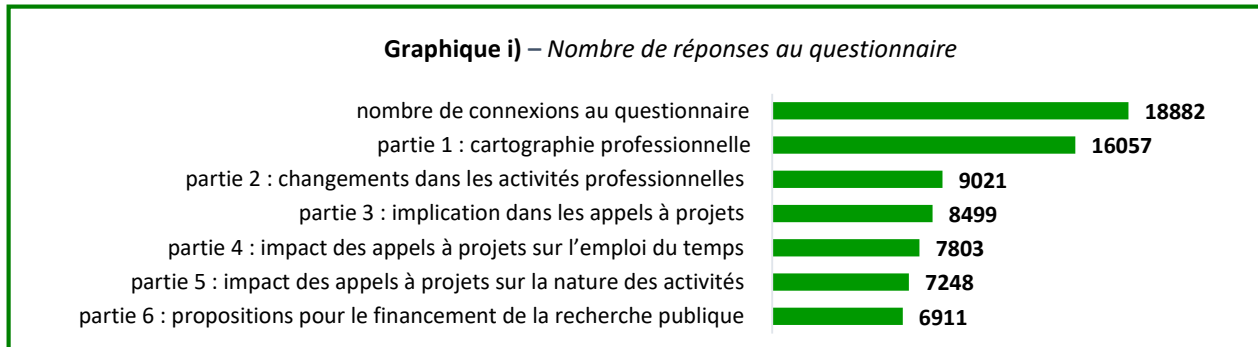 Graphique i) – Nombre de réponses au questionnaire
nombre de connexions au questionnaire 18882
partie 1 : cartographie professionnelle 16057
partie 2 : changements dans les activités professionnelles 9021
partie 3 : implication dans les appels à projets 8499
partie 4 : impact des appels à projets sur l’emploi du temps 7803
partie 5 : impact des appels à projets sur la nature des activités 7248
partie 6 : propositions pour le financement de la recherche publique 6911